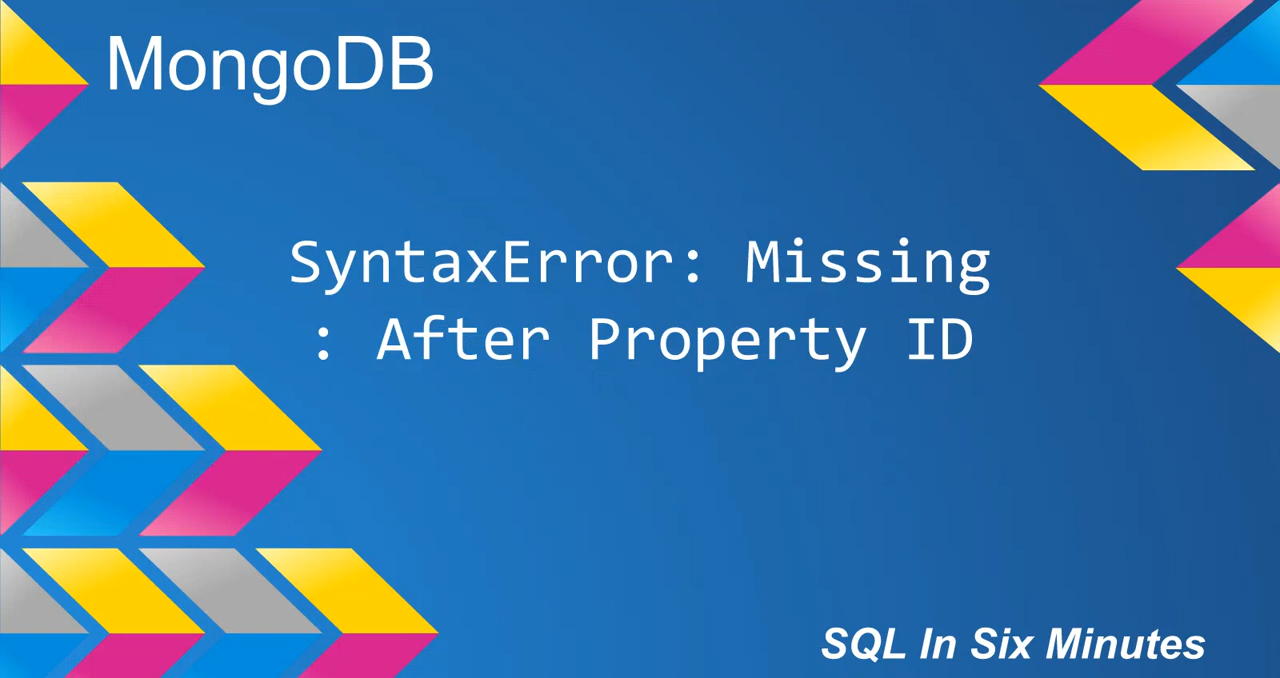 MongoDB
SyntaxError: Missing
: After Property ID
SQL In Six Minutes